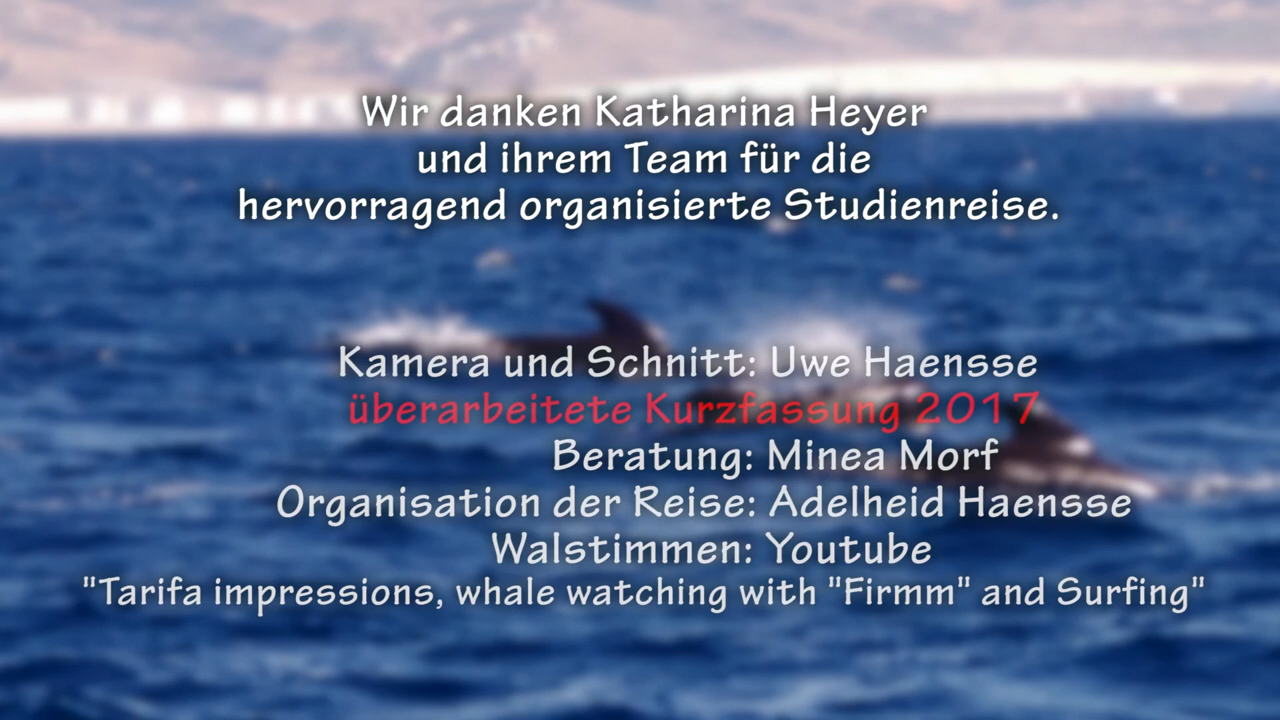 Wir danken Katharina Heyer
und ihrem Team für die
hervorragend organisierte Studienreise.
Kamera und Schnitt: Uwe Haensse
überarbeitete Kurzfassung 2017
Beratung: Minea Morf
Organisation der Reise: Adelheid Haensse
Walstimmen: Youtube
"Tarifa impressions, whale watching with "Firmm" and Surfing"